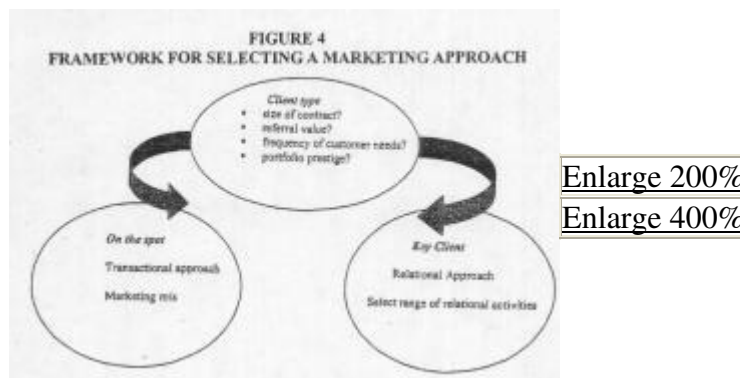 FIGURE 4
FRAMEWORK FOR SELECTING A MARKETING APPROACH
Client type
• size of contract?
• referral value?
• frequency of customer needs?
• portfolio prestige?
On the spot
Transactional approach
Marketing mix
Key Client
Relational Approach
Select range of relational activities
Enlarge 200%
Enlarge 400%